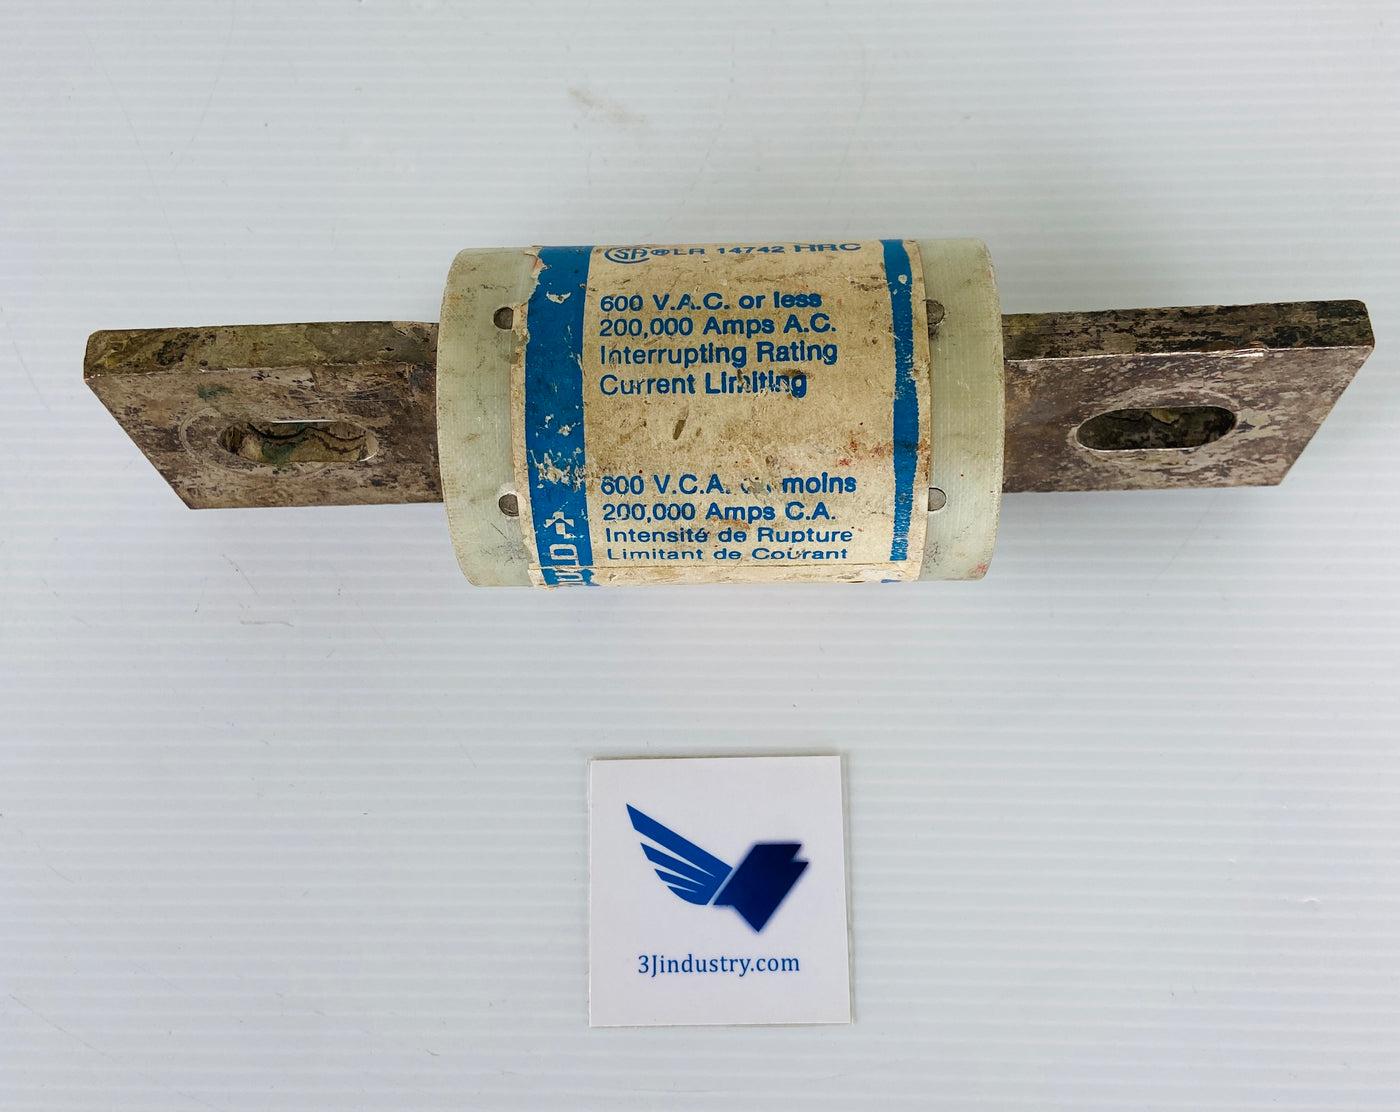 ®LR 14742 HRC
600 V.A.C. or less
200,000 Amps A.C.
Interrupting Rating
Current Limiting
600 V.C.A. moins
200,000 Amps C.A.
Intensité de Rupture
Limitant de Courant
3Jindustry.com